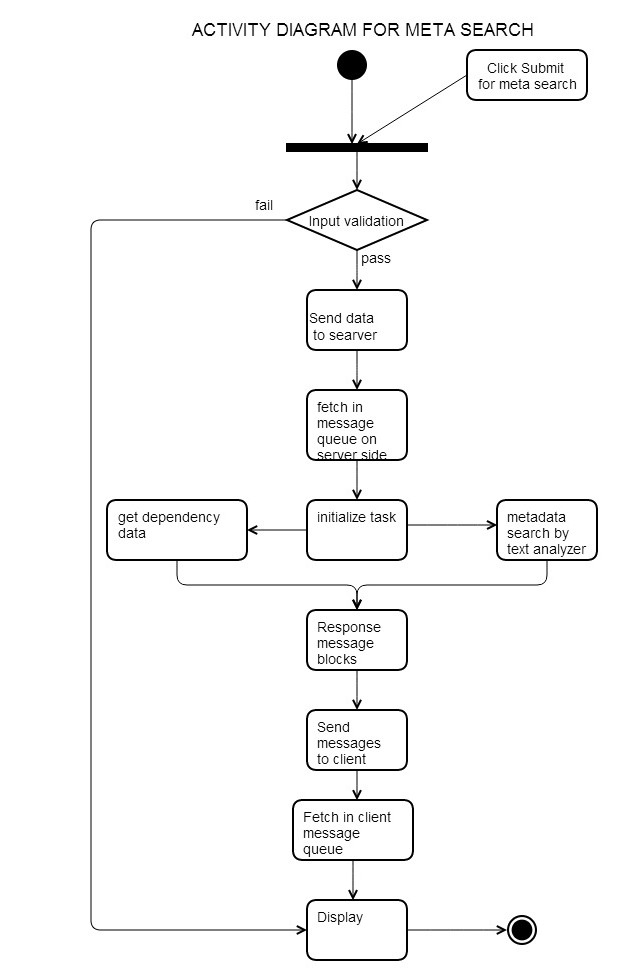 ACTIVITY DIAGRAM FOR META SEARCH
Click Submit
for meta search
fail
Input validation
pass
Send data
to searver
fetch in
message
queue on
server side
get dependency
data
initialize task
metadata
search by
text analyzer
Response
message
blocks
Send
messages
to client
Fetch in client
message
queue
Display